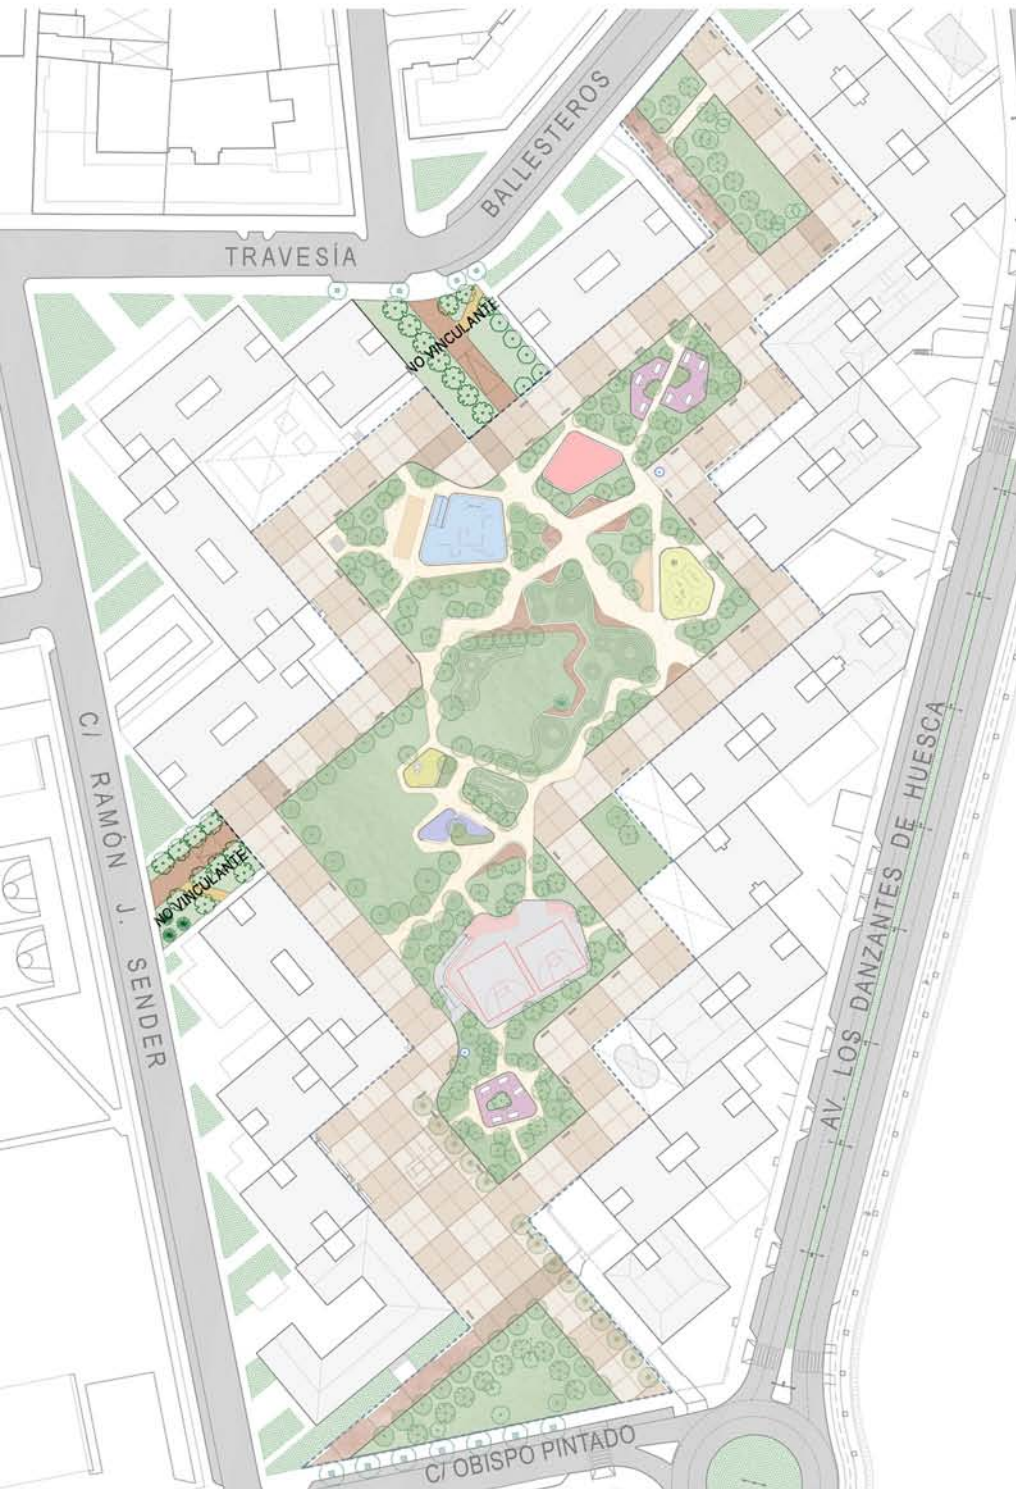 BALLESTEROS
TRAVESÍA
NO VINCULANTE
C/ RAMÓN J. SENDER
NO VINCULANTE
AV. LOS DANZANTES DE HUESCA
C/ OBISPO PINTADO